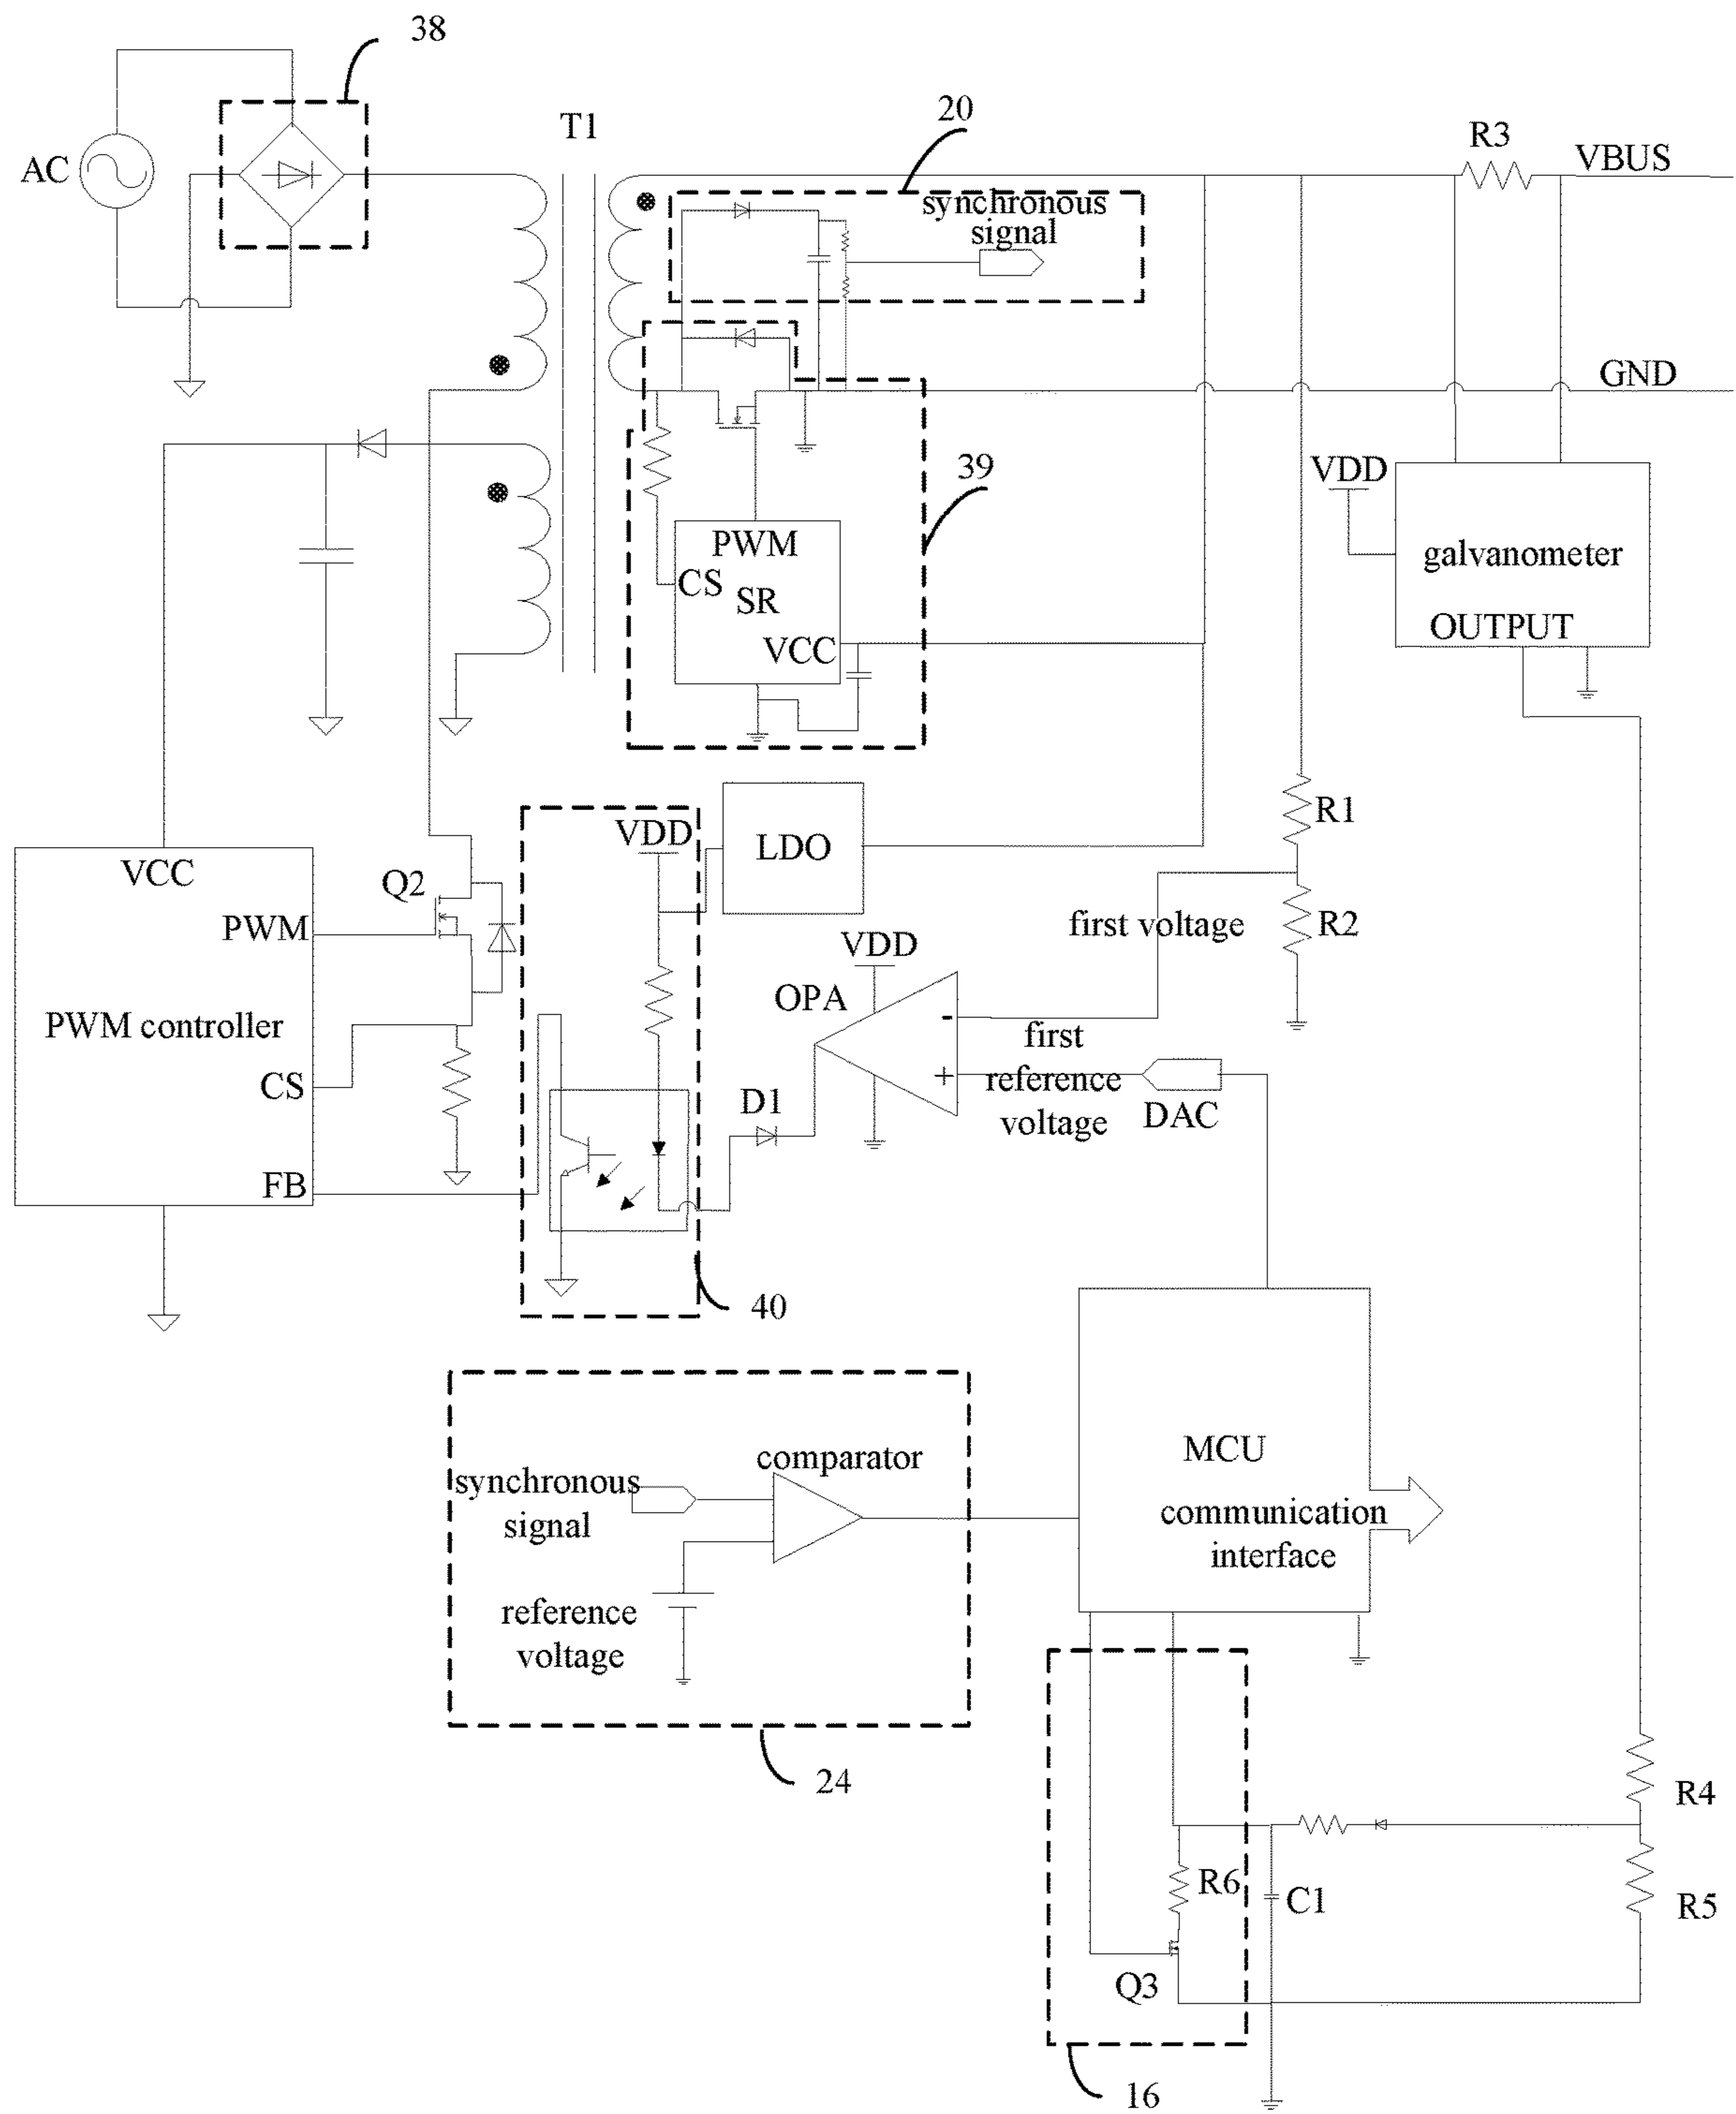 38
T1
20
R3
AC
VBUS
synchronous
signal
GND
VDD
39
galvanometer
PWM
CS
SR
VCC
OUTPUT
VDD
LDO
R1
VCC
Q2
PWM
first voltage
R2
VDD
OPA
PWM controller
-
first
CS
D1
+
reference
voltage
DAC
FB
40
comparator
MCU
synchronous
signal
communication
interface
reference
voltage
24
R4
R6
C1
R5
Q3
16